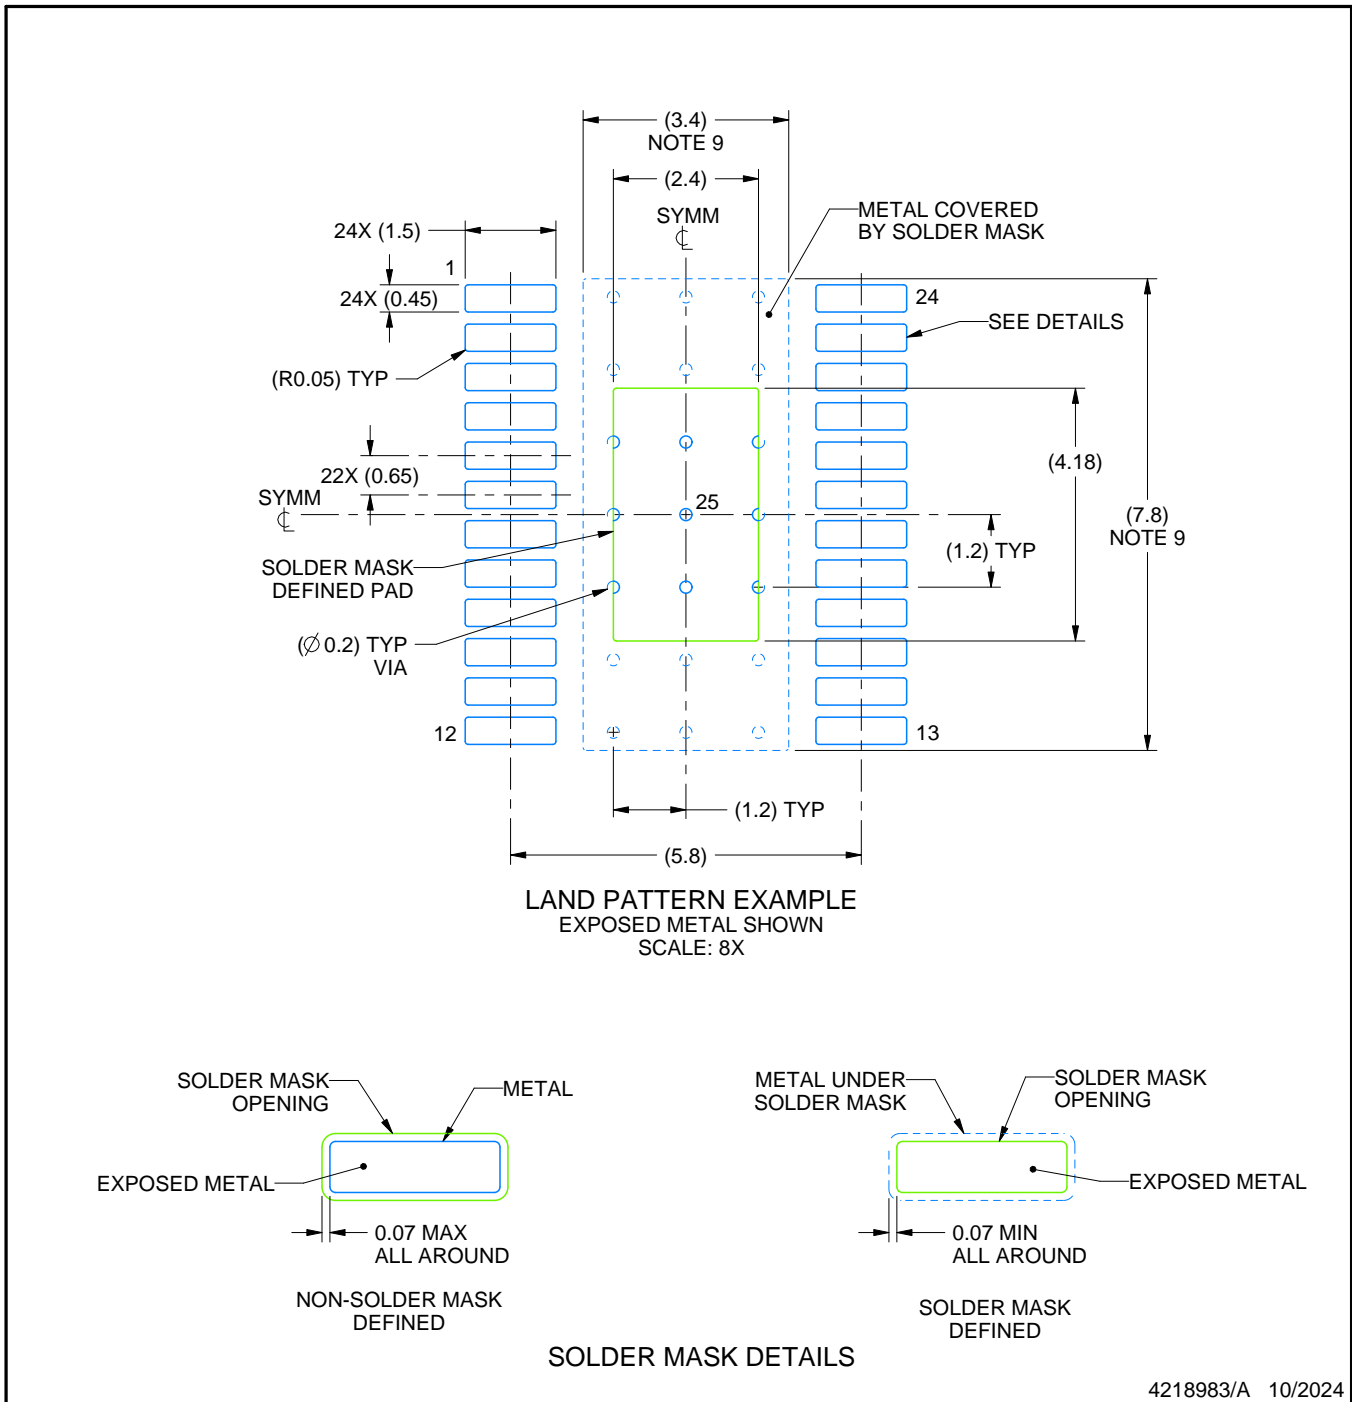 (3.4)
NOTE 9
(2.4)
SYMM
℄
METAL COVERED
BY SOLDER MASK
24X (1.5)
1
24X (0.45)
24
SEE DETAILS
(R0.05) TYP
22X (0.65)
(4.18)
SYMM
℄
25
(7.8)
NOTE 9
(1.2) TYP
SOLDER MASK
DEFINED PAD
(∅0.2) TYP
VIA
12
13
(1.2) TYP
(5.8)
LAND PATTERN EXAMPLE
EXPOSED METAL SHOWN
SCALE: 8X
SOLDER MASK
OPENING
METAL
EXPOSED METAL
0.07 MAX
ALL AROUND
NON-SOLDER MASK
DEFINED
METAL UNDER
SOLDER MASK
SOLDER MASK
OPENING
EXPOSED METAL
0.07 MIN
ALL AROUND
SOLDER MASK
DEFINED
SOLDER MASK DETAILS
4218983/A 10/2024